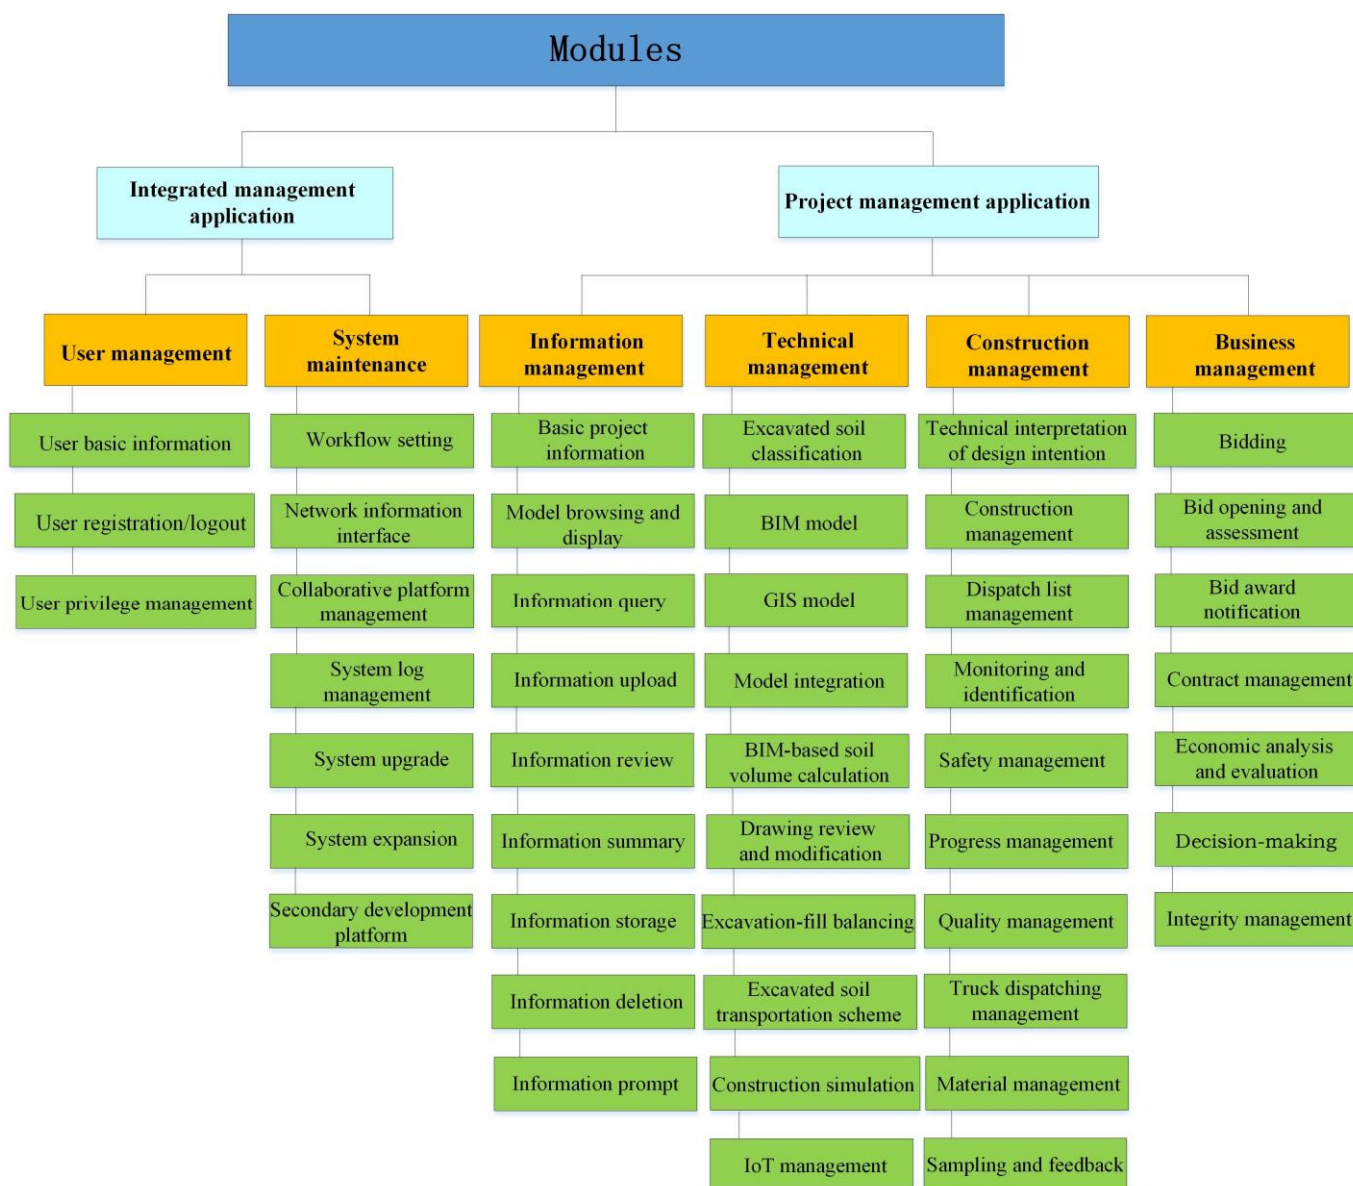 Modules
Integrated management
application
Project management application
User management
System
maintenance
Information
management
Technical
management
Construction
management
Business
management
User basic information
User registration/logout
User privilege management
Workflow setting
Network information
interface
Collaborative platform
management
System log
management
System upgrade
System expansion
Secondary development
platform
Basic project
information
Model browsing and
display
Information query
Information upload
Information review
Information summary
Information storage
Information deletion
Information prompt
Excavated soil
classification
BIM model
GIS model
Model integration
BIM-based soil
volume calculation
Drawing review
and modification
Excavation-fill balancing
Excavated soil
transportation scheme
Construction simulation
IoT management
Technical interpretation
of design intention
Construction
management
Dispatch list
management
Monitoring and
identification
Safety management
Progress management
Quality management
Truck dispatching
management
Material management
Sampling and feedback
Bidding
Bid opening and
assessment
Bid award
notification
Contract management
Economic analysis
and evaluation
Decision-making
Integrity management